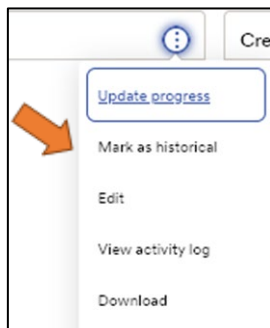 Cre
Update progress
Mark as historical
Edit
View activity log
Download